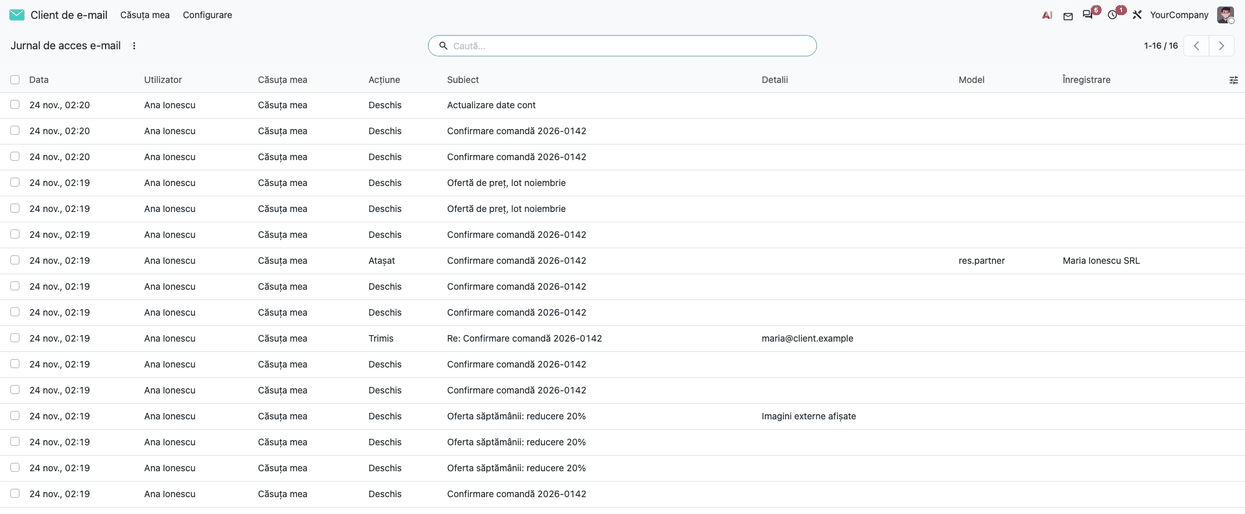 Client de e-mail Căsuța mea Configurare AI 5 1 YourCompany
Jurnal de acces e-mail Caută... 1-16 / 16
Data Utilizator Căsuța mea Acțiune Subiect Detalii Model Înregistrare
24 nov., 02:20 Ana Ionescu Căsuța mea Deschis Actualizare date cont
24 nov., 02:20 Ana Ionescu Căsuța mea Deschis Confirmare comandă 2026-0142
24 nov., 02:20 Ana Ionescu Căsuța mea Deschis Confirmare comandă 2026-0142
24 nov., 02:19 Ana Ionescu Căsuța mea Deschis Ofertă de preț, lot noiembrie
24 nov., 02:19 Ana Ionescu Căsuța mea Deschis Ofertă de preț, lot noiembrie
24 nov., 02:19 Ana Ionescu Căsuța mea Deschis Confirmare comandă 2026-0142
24 nov., 02:19 Ana Ionescu Căsuța mea Atașat Confirmare comandă 2026-0142 res.partner Maria Ionescu SRL
24 nov., 02:19 Ana Ionescu Căsuța mea Deschis Confirmare comandă 2026-0142
24 nov., 02:19 Ana Ionescu Căsuța mea Deschis Confirmare comandă 2026-0142
24 nov., 02:19 Ana Ionescu Căsuța mea Trimis Re: Confirmare comandă 2026-0142 maria@client.example
24 nov., 02:19 Ana Ionescu Căsuța mea Deschis Confirmare comandă 2026-0142
24 nov., 02:19 Ana Ionescu Căsuța mea Deschis Confirmare comandă 2026-0142
24 nov., 02:19 Ana Ionescu Căsuța mea Deschis Oferta săptămânii: reducere 20% Imagini externe afișate
24 nov., 02:19 Ana Ionescu Căsuța mea Deschis Oferta săptămânii: reducere 20%
24 nov., 02:19 Ana Ionescu Căsuța mea Deschis Oferta săptămânii: reducere 20%
24 nov., 02:19 Ana Ionescu Căsuța mea Deschis Confirmare comandă 2026-0142